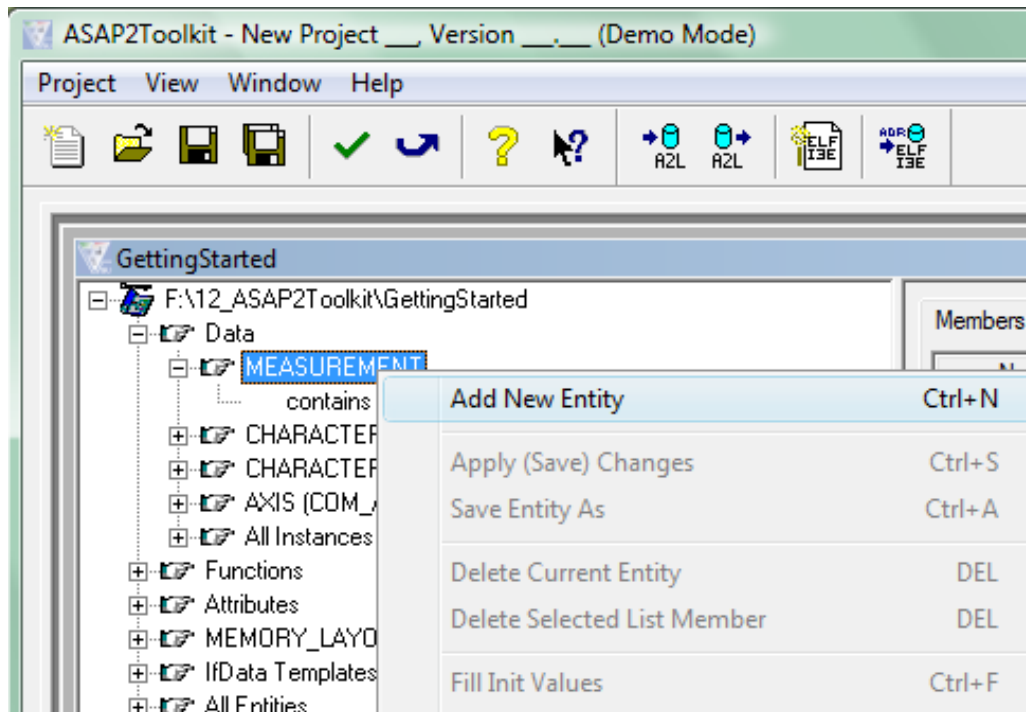 ASAP2Toolkit - New Project __, Version __.__ (Demo Mode)
Project View Window Help
A2L A2L ELF I3E ADR ELF I3E
GettingStarted
F:\12_ASAP2Toolkit\GettingStarted
Data
Members
MEASUREMENT
contains
Add New Entity Ctrl+N
CHARACTER
CHARACTER
Apply (Save) Changes Ctrl+S
AXIS (COM_
Save Entity As Ctrl+A
All Instances
Functions
Delete Current Entity DEL
Attributes
Delete Selected List Member DEL
MEMORY_LAYO
IfData Templates
Fill Init Values Ctrl+F
All Entities